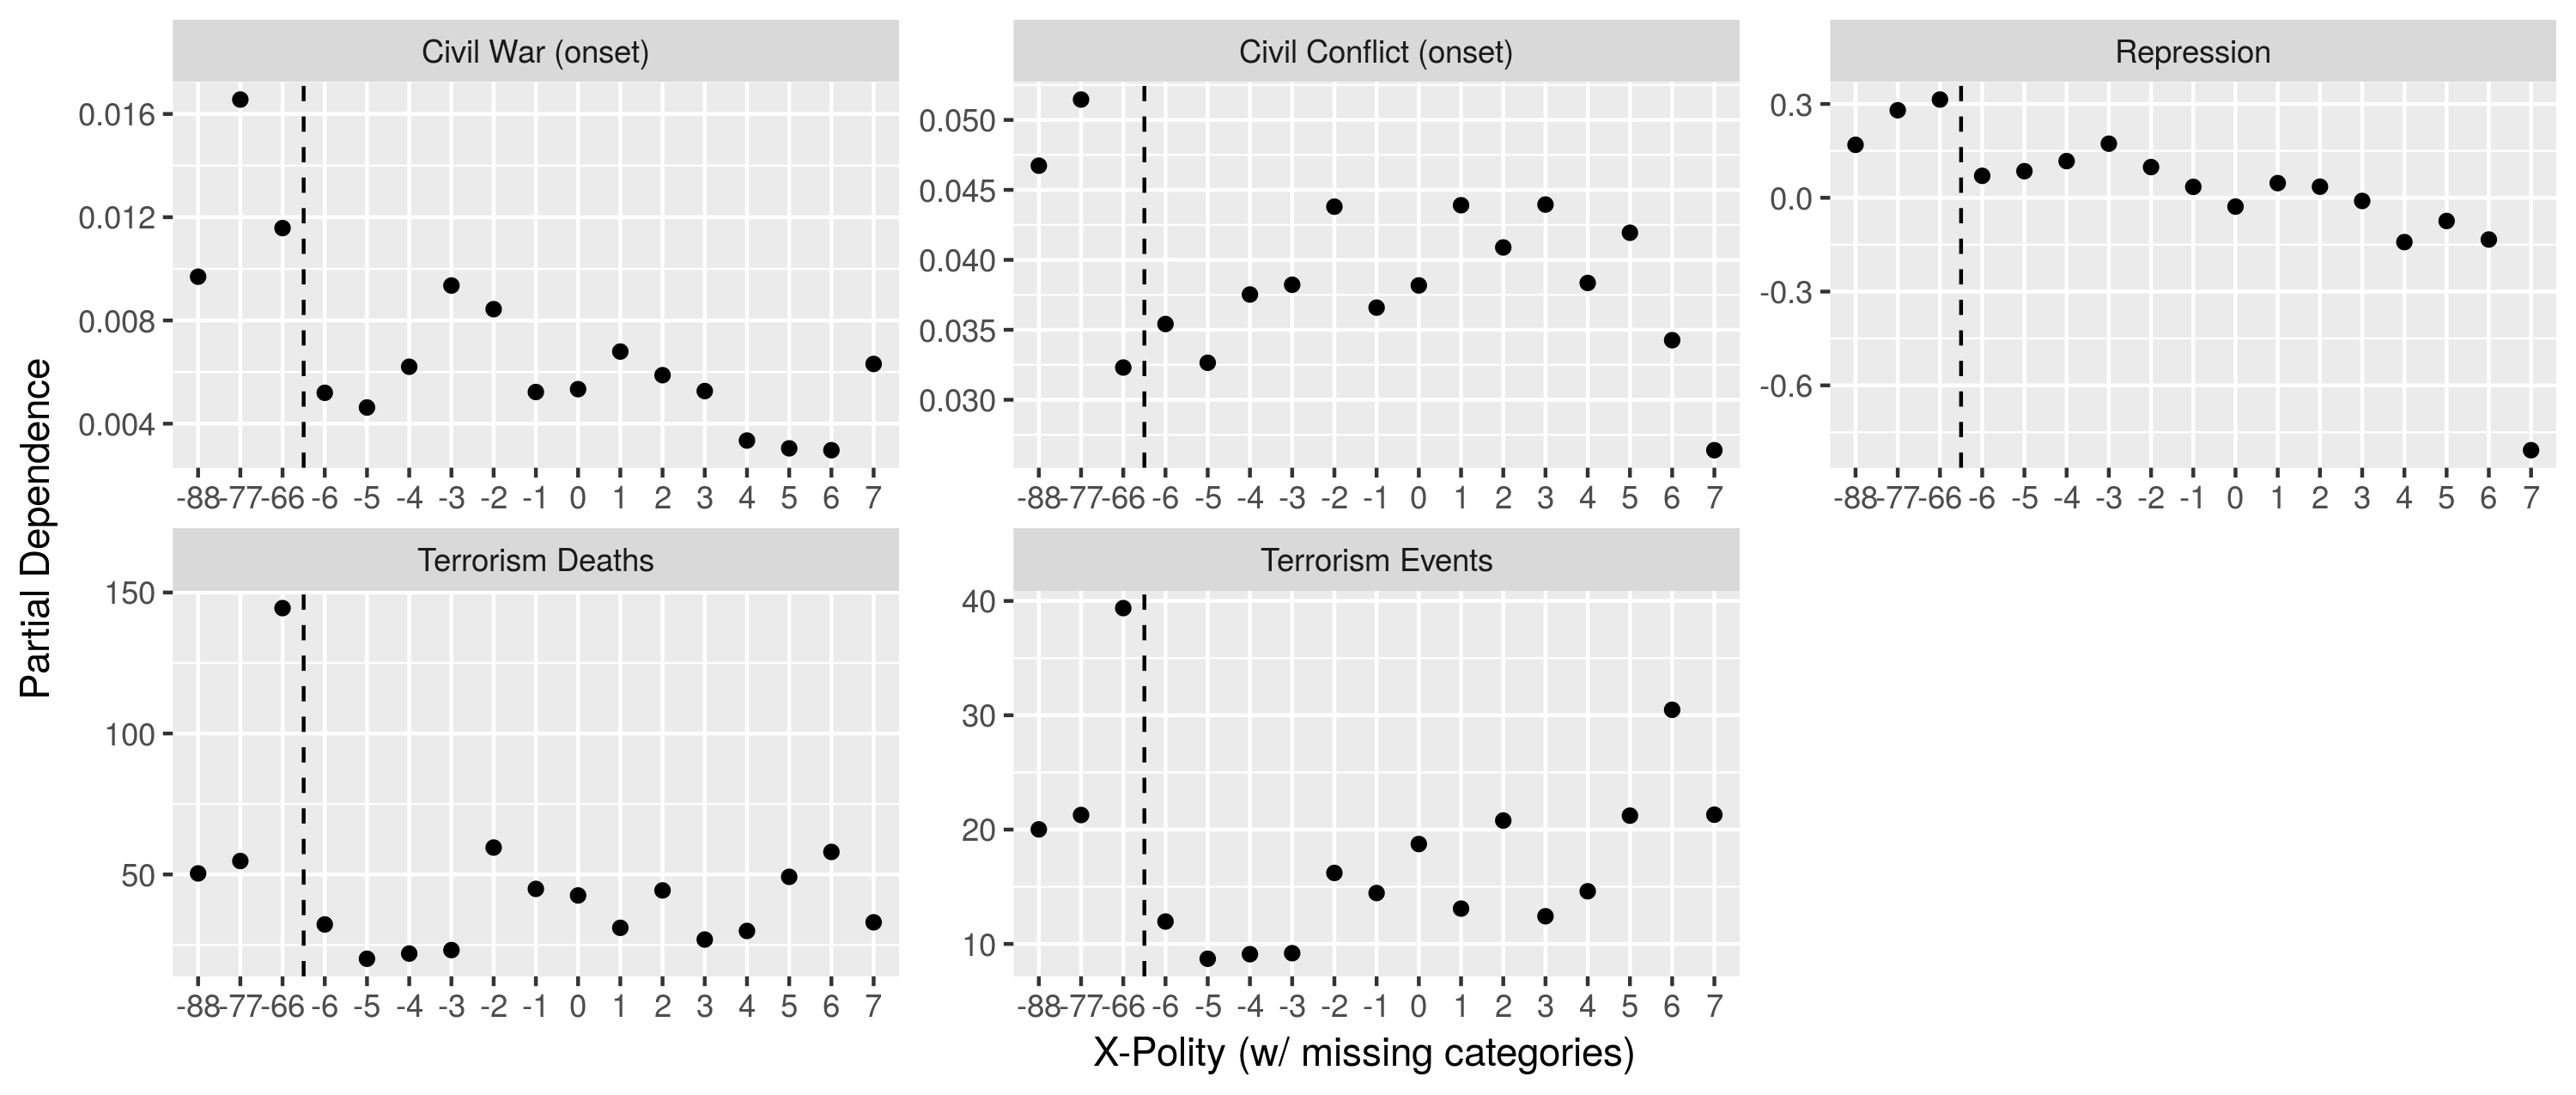 Civil War (onset)
Civil Conflict (onset)
Repression
0.016
0.012
0.008
0.004
0.050
0.045
0.040
0.035
0.030
0.3
0.0
-0.3
-0.6
-88 -77 -66 -6 -5 -4 -3 -2 -1 0 1 2 3 4 5 6 7
-88 -77 -66 -6 -5 -4 -3 -2 -1 0 1 2 3 4 5 6 7
-88 -77 -66 -6 -5 -4 -3 -2 -1 0 1 2 3 4 5 6 7
Partial Dependence
Terrorism Deaths
Terrorism Events
150
100
50
40
30
20
10
-88 -77 -66 -6 -5 -4 -3 -2 -1 0 1 2 3 4 5 6 7
-88 -77 -66 -6 -5 -4 -3 -2 -1 0 1 2 3 4 5 6 7
X-Polity (w/ missing categories)